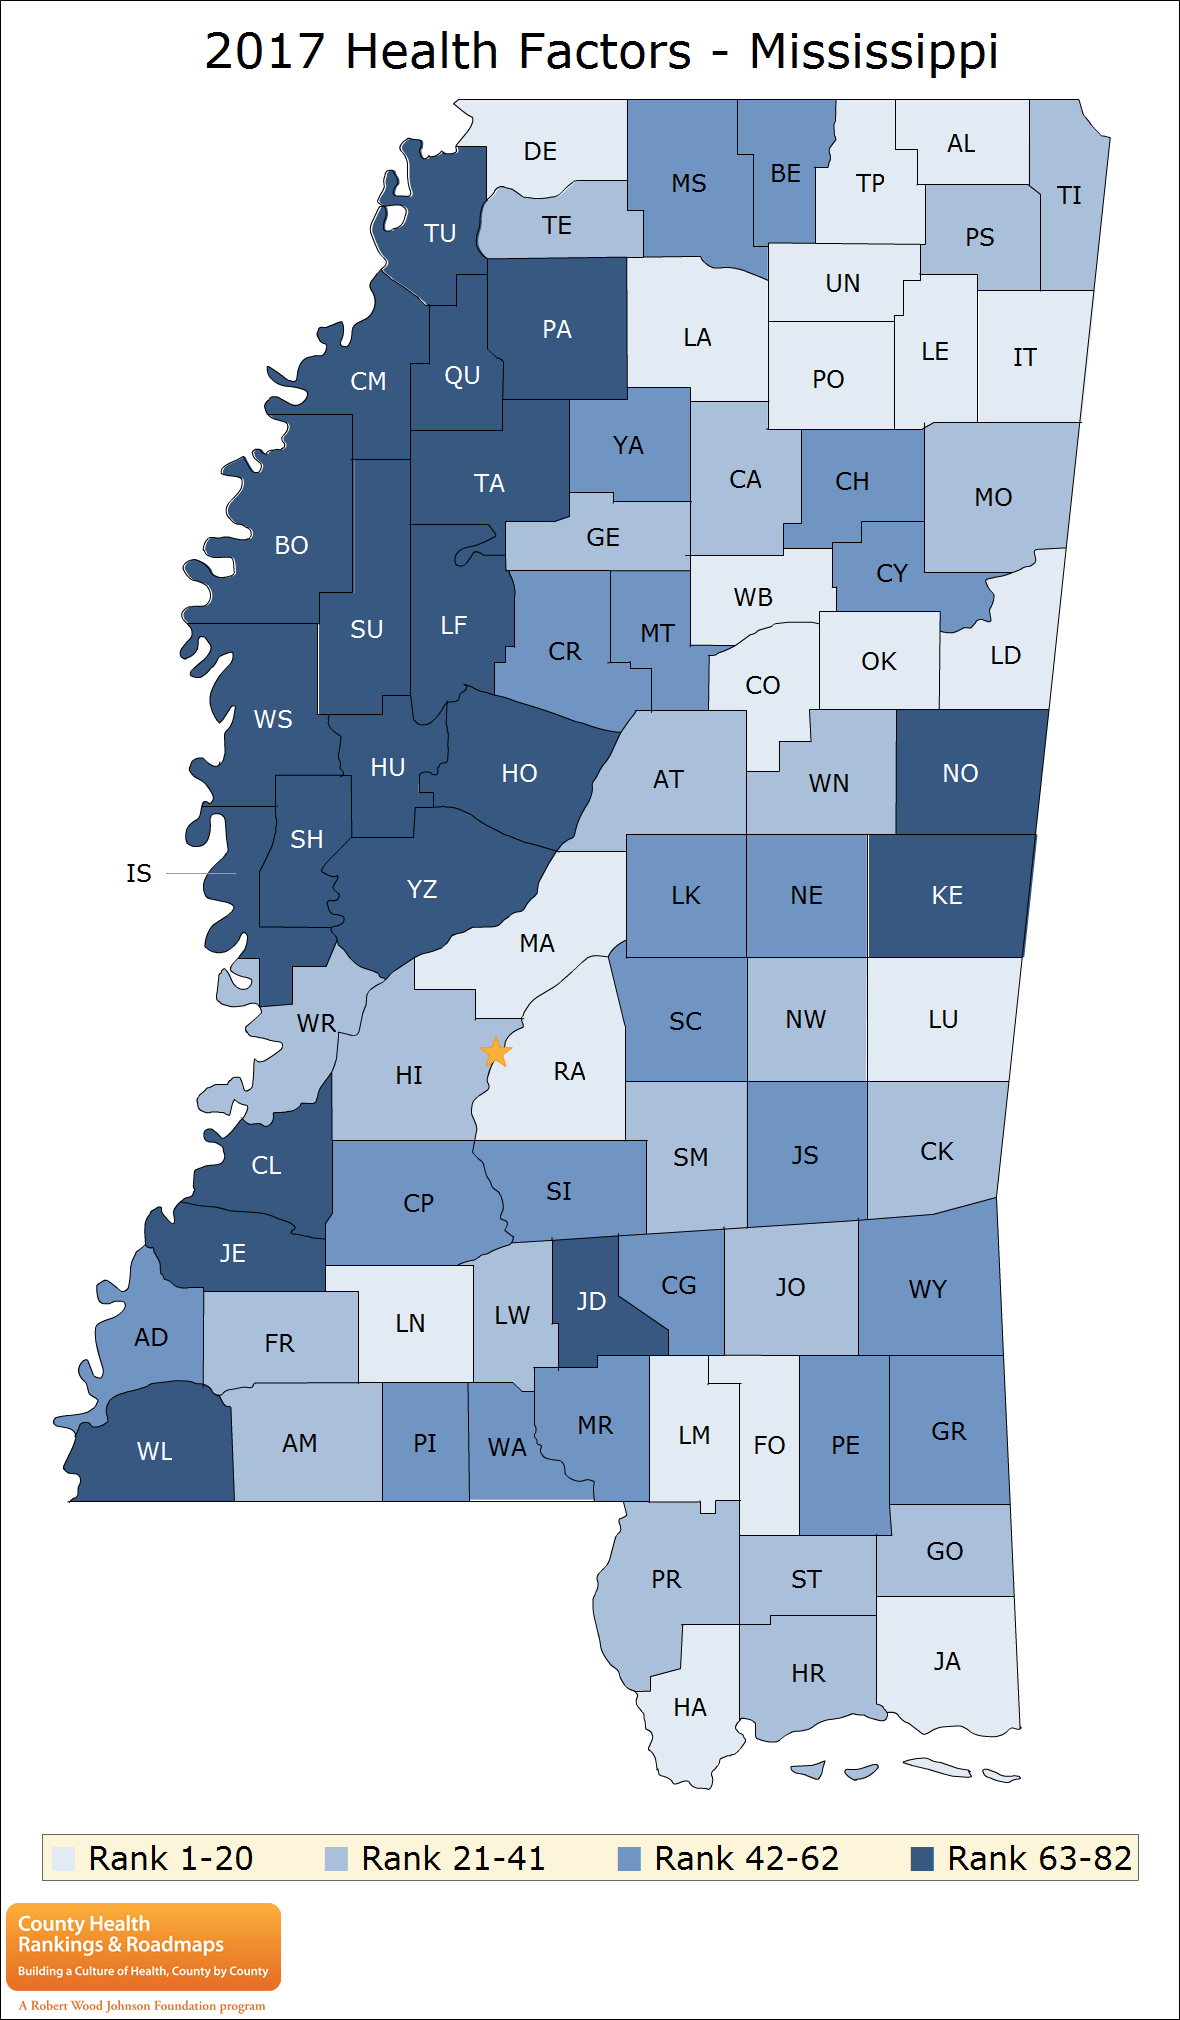 2017 Health Factors - Mississippi
DE
MS
BE
TP
AL
TI
TU
TE
PS
UN
PA
LA
PO
LE
IT
CM
QU
YA
TA
CA
CH
MO
BO
GE
CY
SU
LF
CR
MT
WB
OK
LD
CO
WS
HU
HO
AT
WN
NO
IS
SH
YZ
LK
NE
KE
MA
WR
SC
NW
LU
HI
RA
CL
SM
JS
CK
CP
SI
JE
AD
FR
LN
LW
JD
CG
JO
WY
WL
AM
PI
WA
MR
LM
FO
PE
GR
PR
ST
GO
HA
HR
JA
Rank 1-20 Rank 21-41 Rank 42-62 Rank 63-82
County Health
Rankings & Roadmaps
Building a Culture of Health, County by County
A Robert Wood Johnson Foundation program